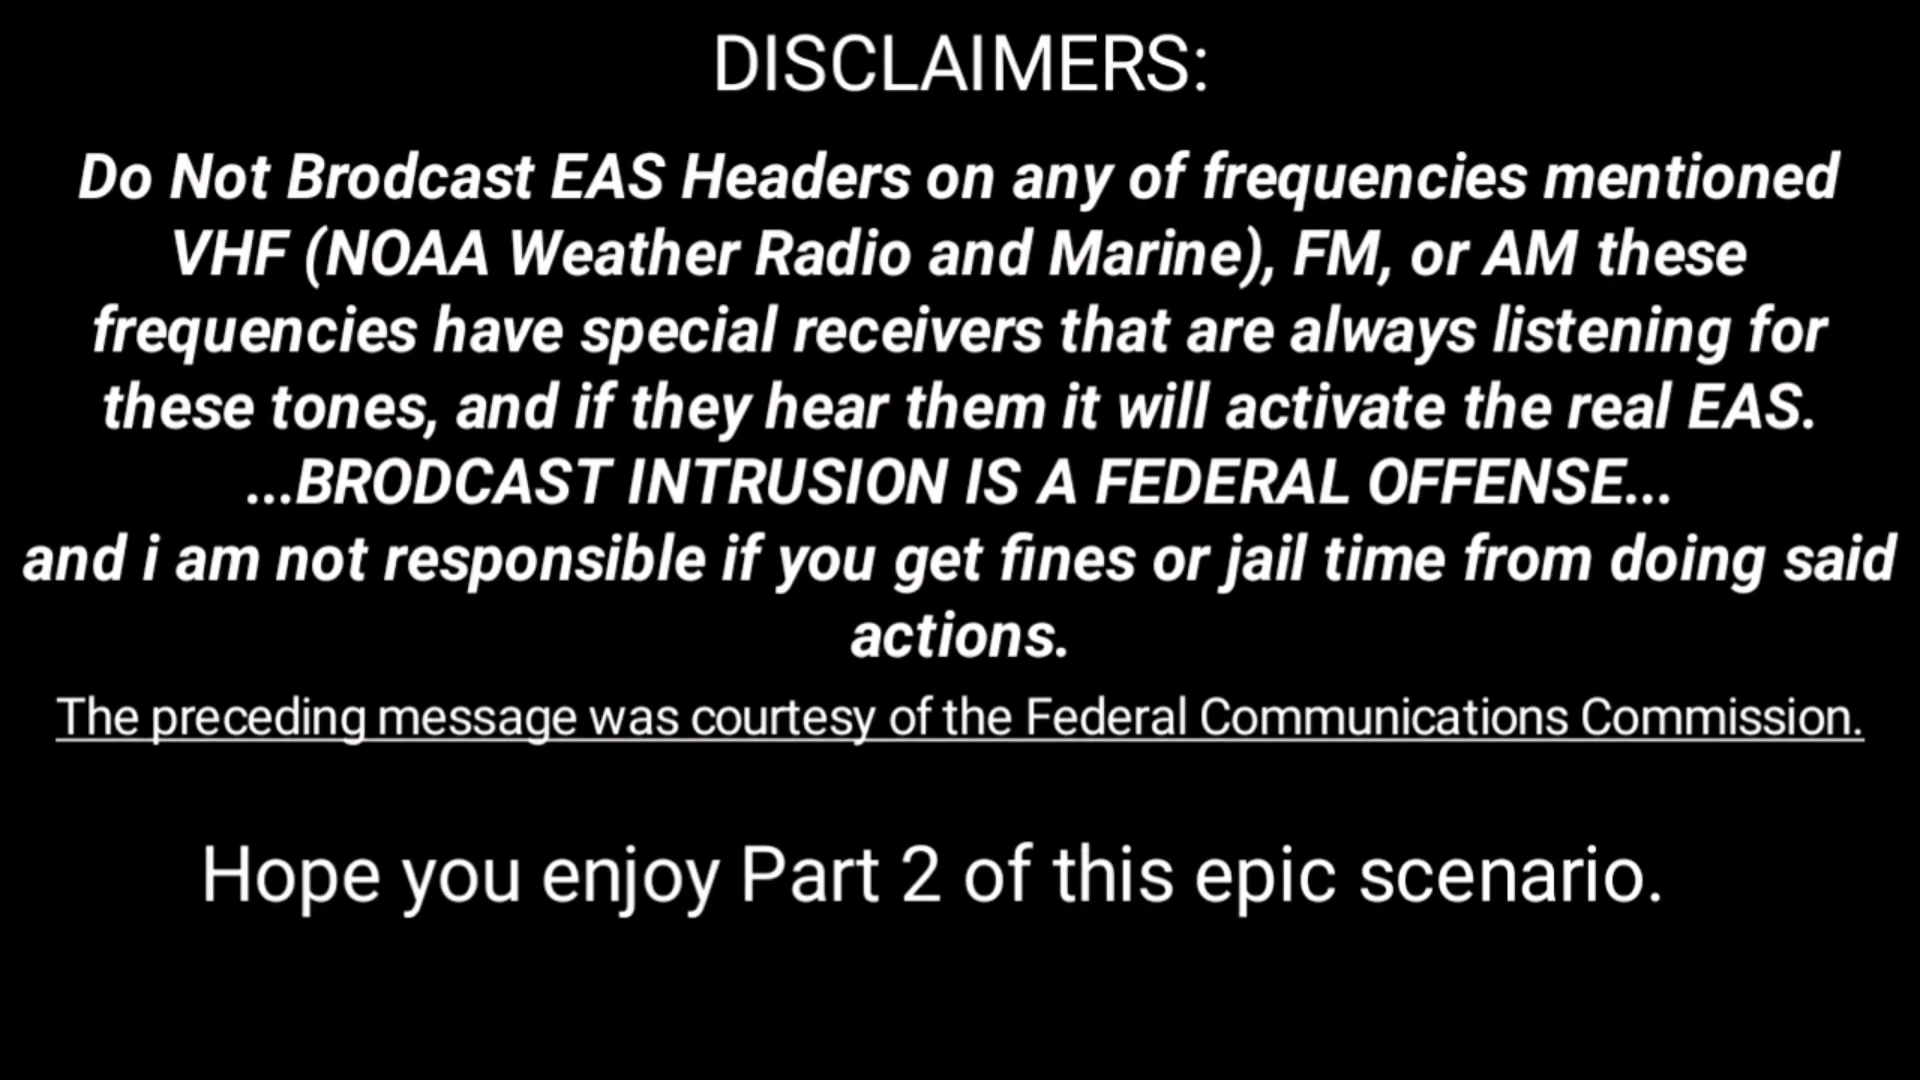 DISCLAIMERS:
Do Not Brodcast EAS Headers on any of frequencies mentioned
VHF (NOAA Weather Radio and Marine), FM, or AM these
frequencies have special receivers that are always listening for
these tones, and if they hear them it will activate the real EAS.
...BRODCAST INTRUSION IS A FEDERAL OFFENSE...
and i am not responsible if you get fines or jail time from doing said
actions.
The preceding message was courtesy of the Federal Communications Commission.
Hope you enjoy Part 2 of this epic scenario.